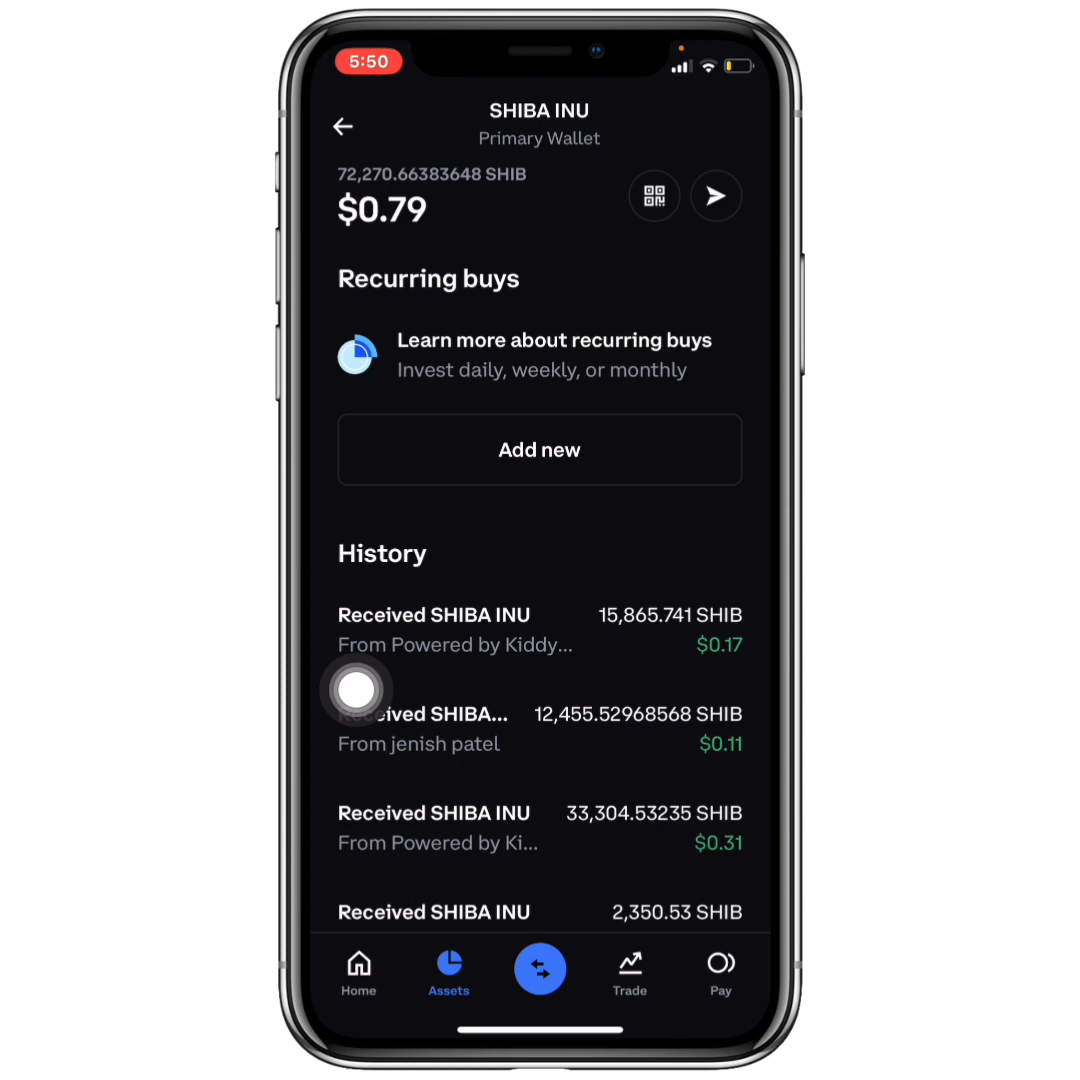 5:50
SHIBA INU
Primary Wallet
72,270.66383648 SHIB
$0.79
Recurring buys
Learn more about recurring buys
Invest daily, weekly, or monthly
Add new
History
Received SHIBA INU 15,865.741 SHIB
From Powered by Kiddy... $0.17
Received SHIBA... 12,455.52968568 SHIB
From jenish patel $0.11
Received SHIBA INU 33,304.53235 SHIB
From Powered by Ki... $0.31
Received SHIBA INU 2,350.53 SHIB
Home Assets Trade Pay